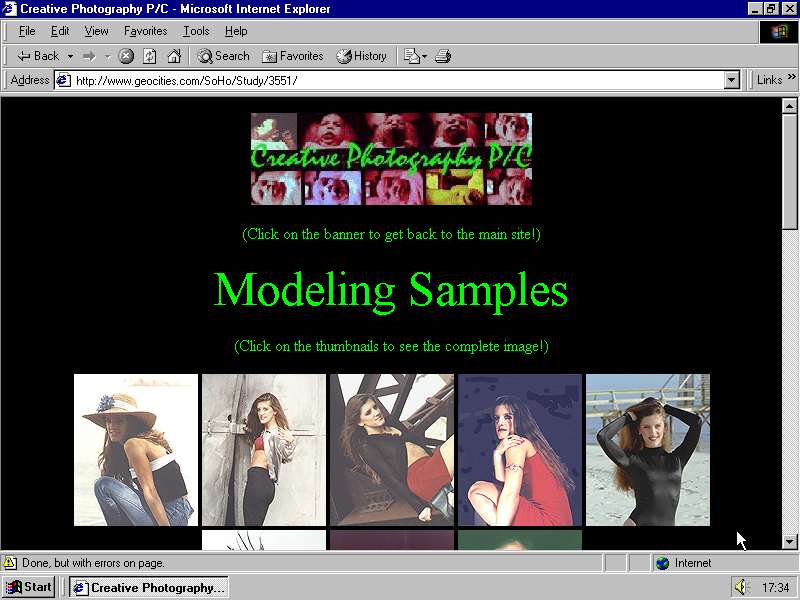 Creative Photography P/C - Microsoft Internet Explorer
File Edit View Favorites Tools Help
Back Search Favorites History
Address http://www.geocities.com/SoHo/Study/3551/ Links »
Creative Photography P/C
(Click on the banner to get back to the main site!)
Modeling Samples
(Click on the thumbnails to see the complete image!)
Done, but with errors on page. Internet
Start Creative Photography... 17:34